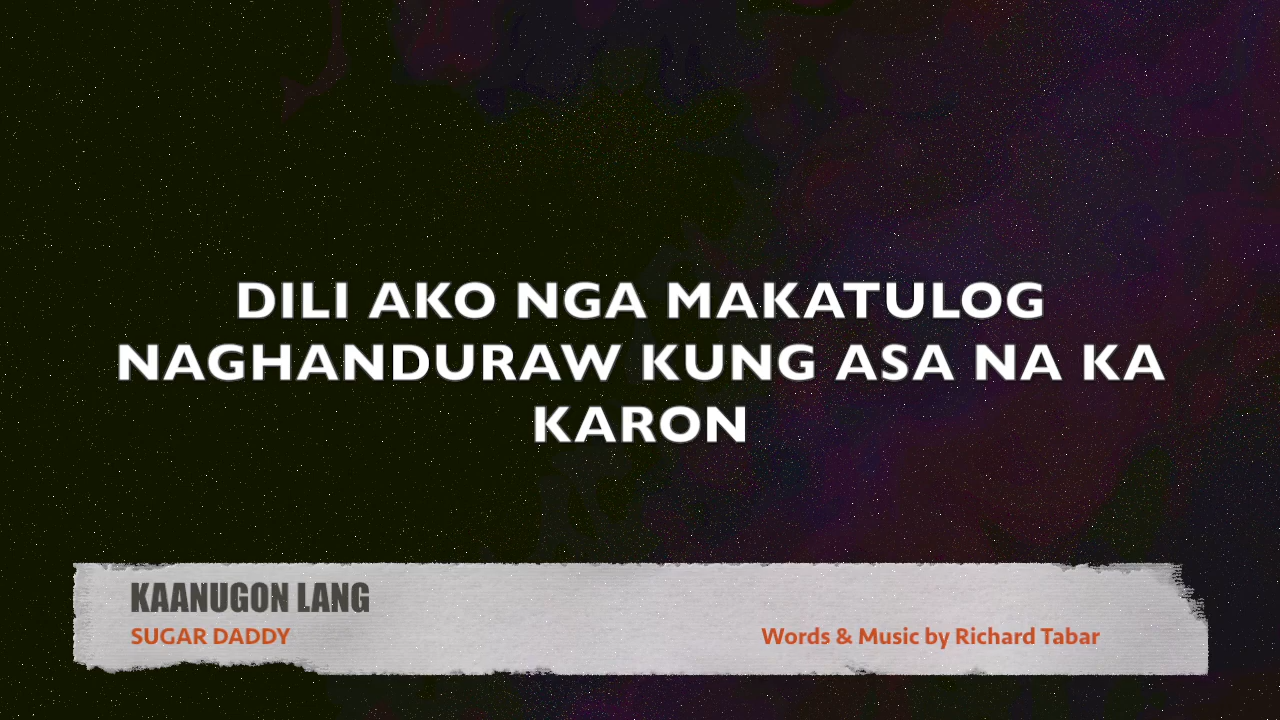 DILI AKO NGA MAKATULOG
NAGHANDURAW KUNG ASA NA KA
KARON
KAANUGON LANG
SUGAR DADDY
Words & Music by Richard Tabar